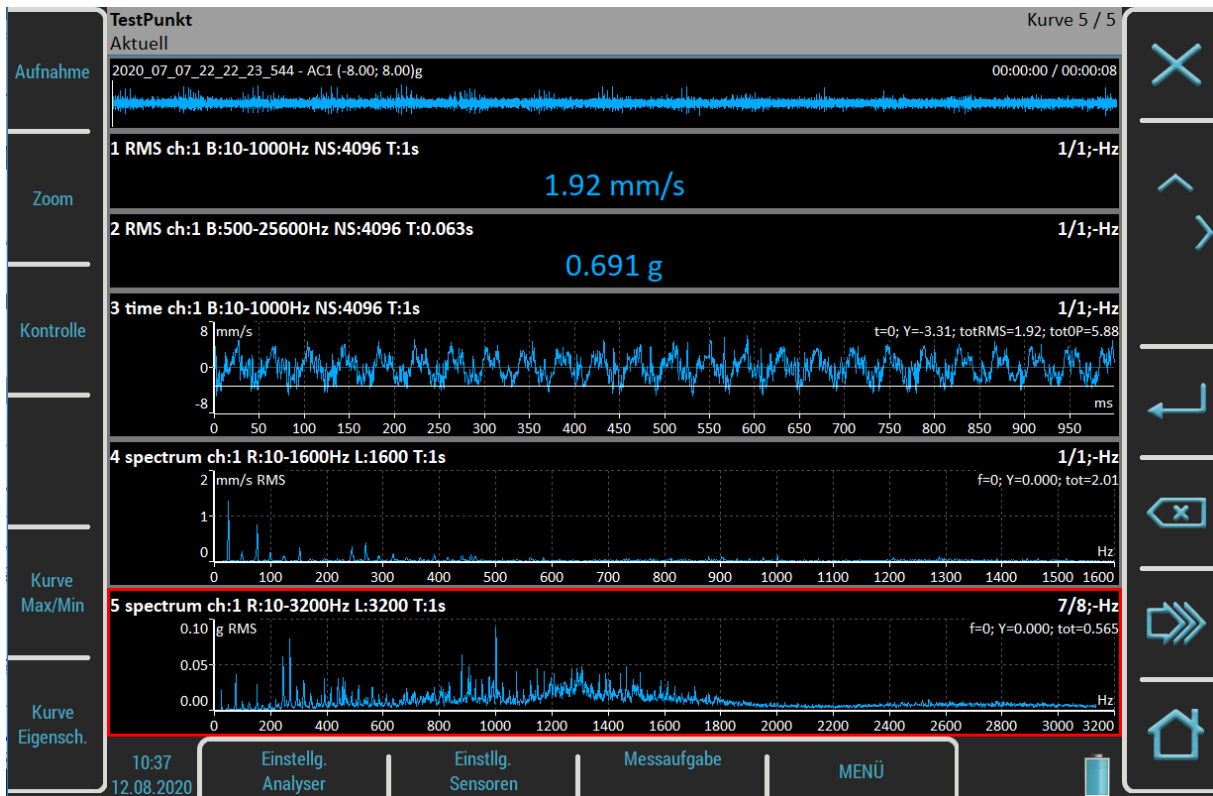 TestPunkt
Kurve 5 / 5
Aktuell
Aufnahme
Zoom
Kontrolle
Kurve
Max/Min
Kurve
Eigensch.
2020_07_07_22_22_23_544 - AC1 (-8.00; 8.00)g
00:00:00 / 00:00:08
1 RMS ch:1 B:10-1000Hz NS:4096 T:1s
1/1;-Hz
1.92 mm/s
2 RMS ch:1 B:500-25600Hz NS:4096 T:0.063s
1/1;-Hz
0.691 g
3 time ch:1 B:10-1000Hz NS:4096 T:1s
1/1;-Hz
8 mm/s
t=0; Y=-3.31; totRMS=1.92; tot0P=5.88
0
-8
ms
0 50 100 150 200 250 300 350 400 450 500 550 600 650 700 750 800 850 900 950
4 spectrum ch:1 R:10-1600Hz L:1600 T:1s
1/1;-Hz
2 mm/s RMS
f=0; Y=0.000; tot=2.01
1
0
Hz
0 100 200 300 400 500 600 700 800 900 1000 1100 1200 1300 1400 1500 1600
5 spectrum ch:1 R:10-3200Hz L:3200 T:1s
7/8;-Hz
0.10 g RMS
f=0; Y=0.000; tot=0.565
0.05
0.00
Hz
0 200 400 600 800 1000 1200 1400 1600 1800 2000 2200 2400 2600 2800 3000 3200
10:37
12.08.2020
Einstellg.
Analyser
Einstllg.
Sensoren
Messaufgabe
MENÜ